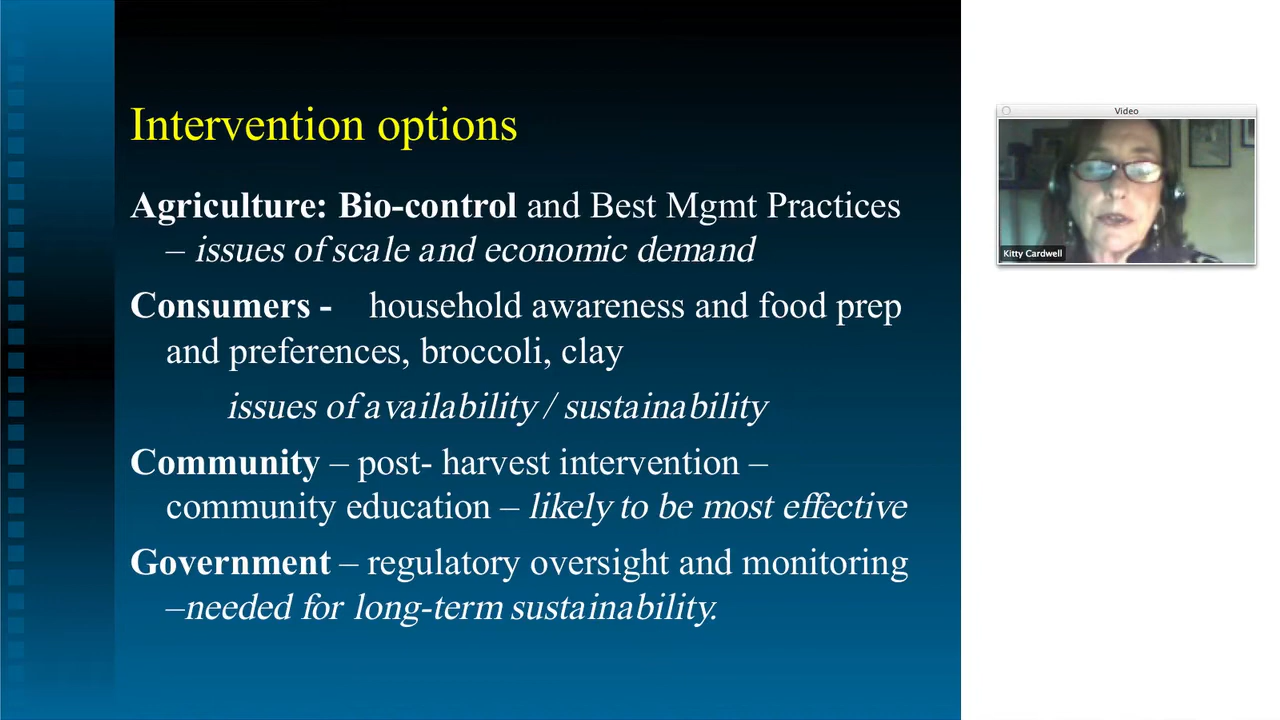 Intervention options
Agriculture: Bio-control and Best Mgmt Practices
– issues of scale and economic demand
Consumers - household awareness and food prep
and preferences, broccoli, clay
issues of availability / sustainability
Community – post- harvest intervention –
community education – likely to be most effective
Government – regulatory oversight and monitoring
–needed for long-term sustainability.
Video
Kitty Cardwell